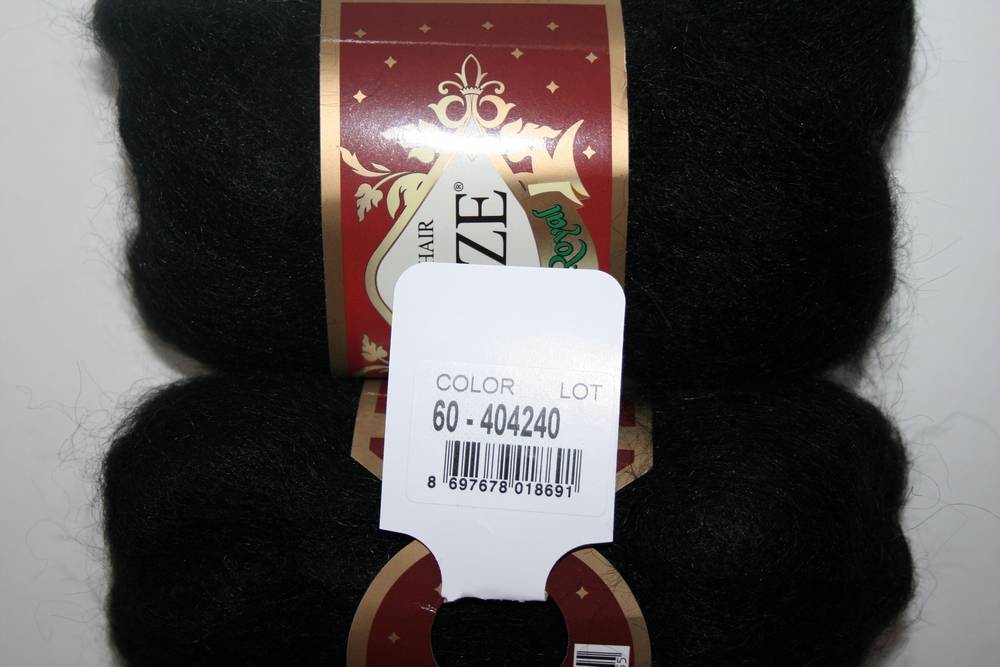 HAIR
ZE®
Royal
COLOR LOT
60 - 404240
8 697678 018691